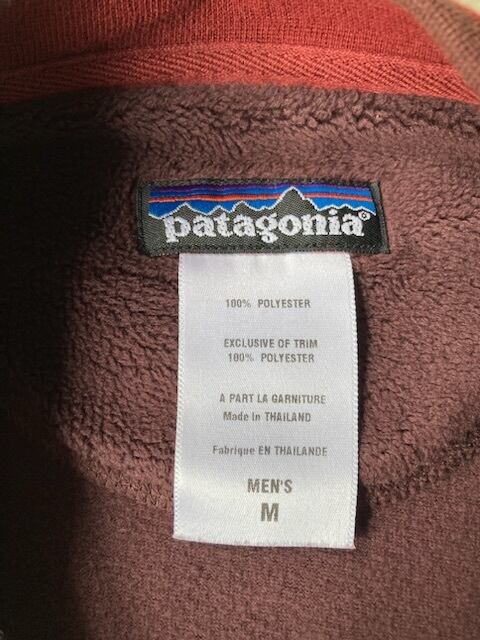 patagonia®
100% POLYESTER
EXCLUSIVE OF TRIM
100% POLYESTER
A PART LA GARNITURE
Made in THAILAND
Fabrique EN THAILANDE
MEN'S
M